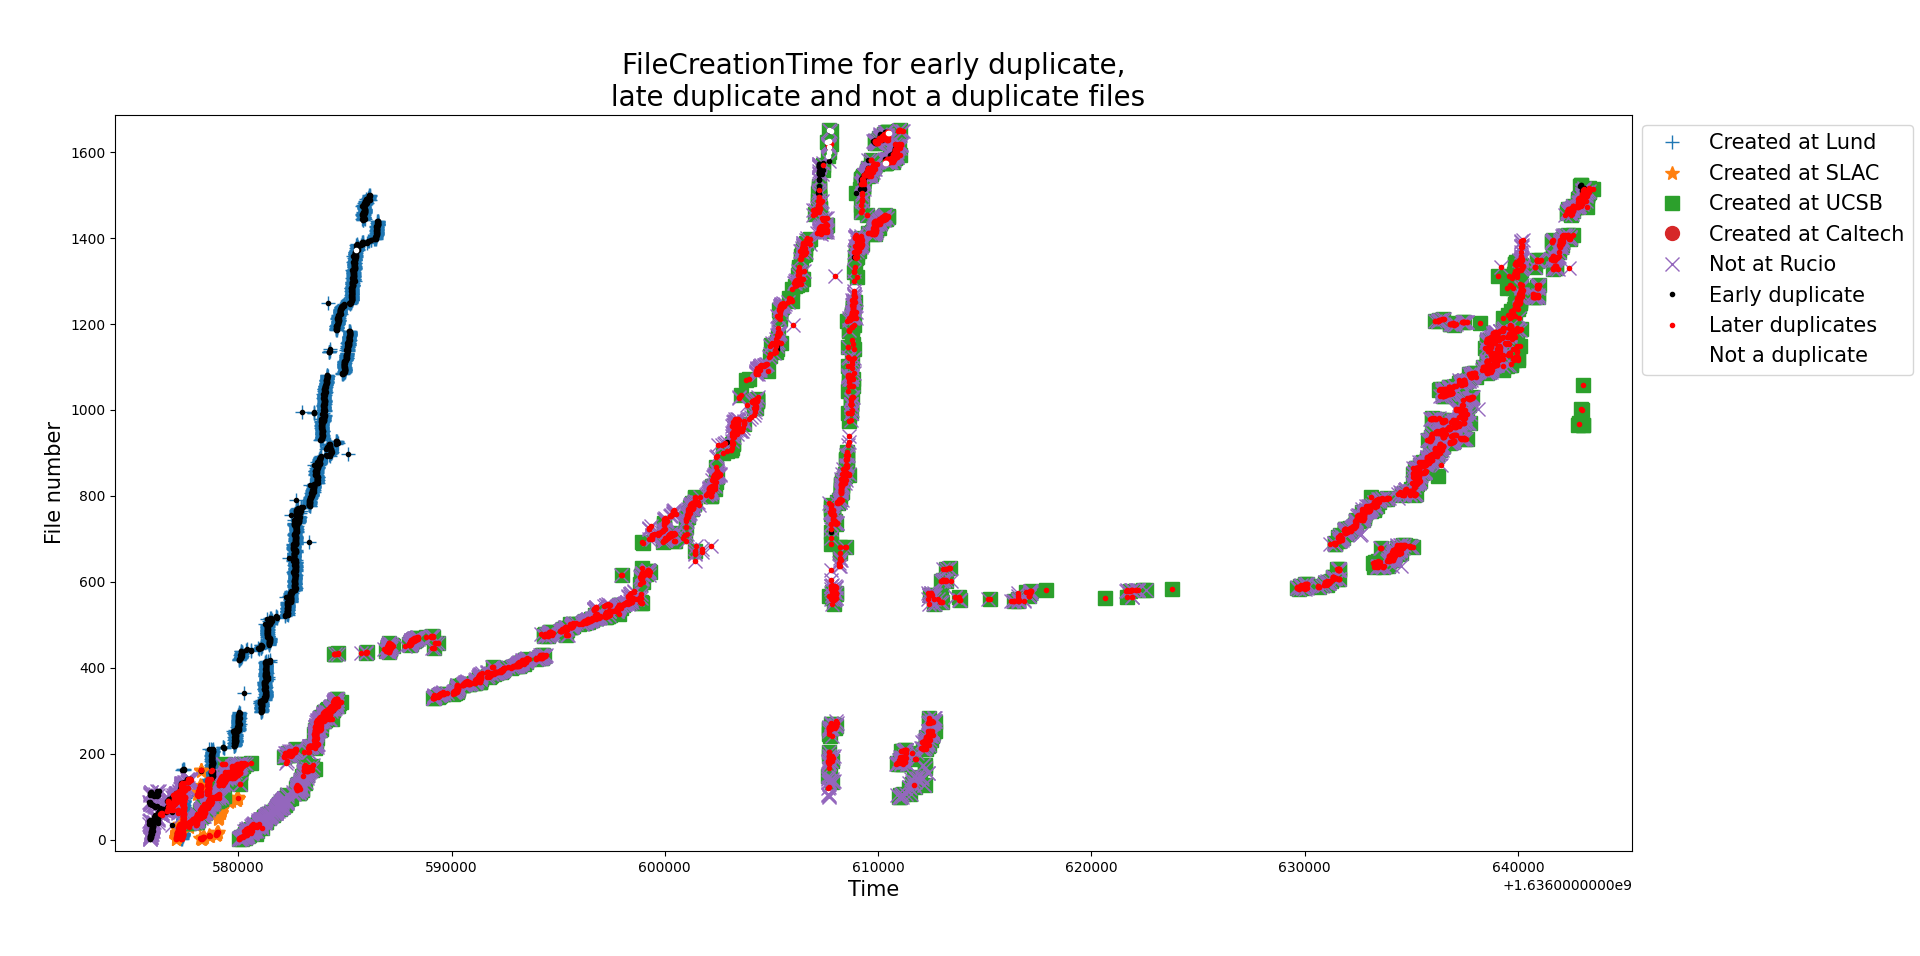 FileCreationTime for early duplicate,
late duplicate and not a duplicate files
File number
1600
1400
1200
1000
800
600
400
200
0
580000
590000
600000
610000
620000
630000
640000
+1.6360000000e9
Time
Created at Lund
Created at SLAC
Created at UCSB
Created at Caltech
Not at Rucio
Early duplicate
Later duplicates
Not a duplicate